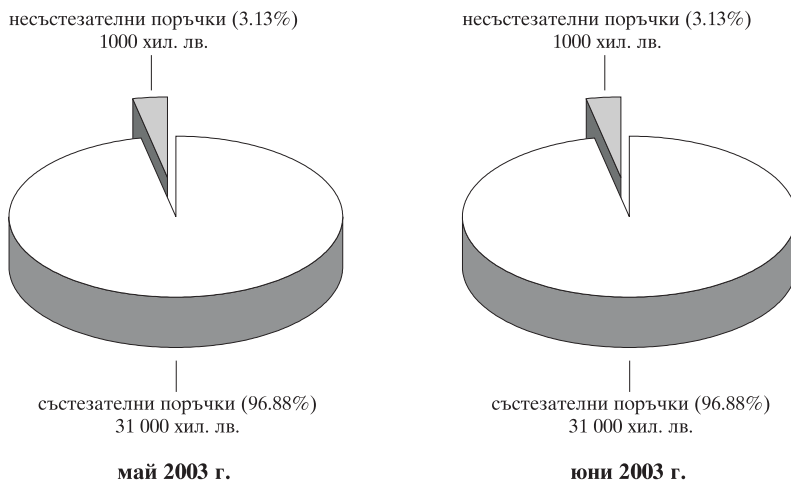 несъстезателни поръчки (3.13%)
1000 хил. лв.
състезателни поръчки (96.88%)
31 000 хил. лв.
май 2003 г.
несъстезателни поръчки (3.13%)
1000 хил. лв.
състезателни поръчки (96.88%)
31 000 хил. лв.
юни 2003 г.